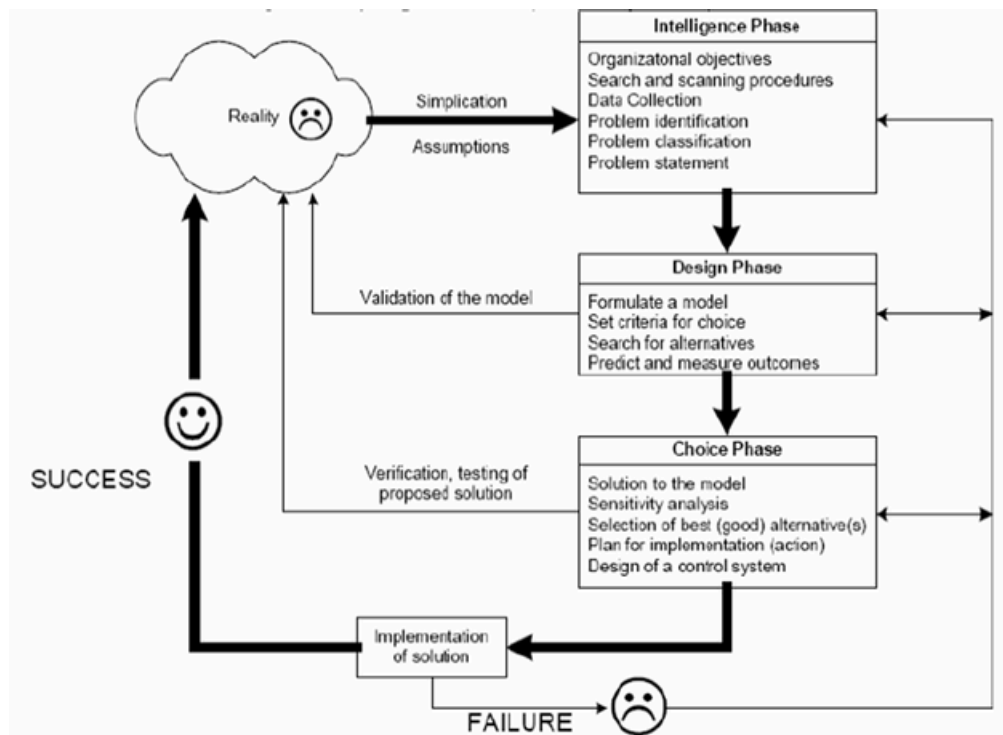 Intelligence Phase
Organizatonal objectives
Search and scanning procedures
Data Collection
Problem identification
Problem classification
Problem statement
Reality
Simplication
Assumptions
Design Phase
Formulate a model
Set criteria for choice
Search for alternatives
Predict and measure outcomes
Validation of the model
Choice Phase
Solution to the model
Sensitivity analysis
Selection of best (good) alternative(s)
Plan for implementation (action)
Design of a control system
Verification, testing of
proposed solution
SUCCESS
Implementation
of solution
FAILURE